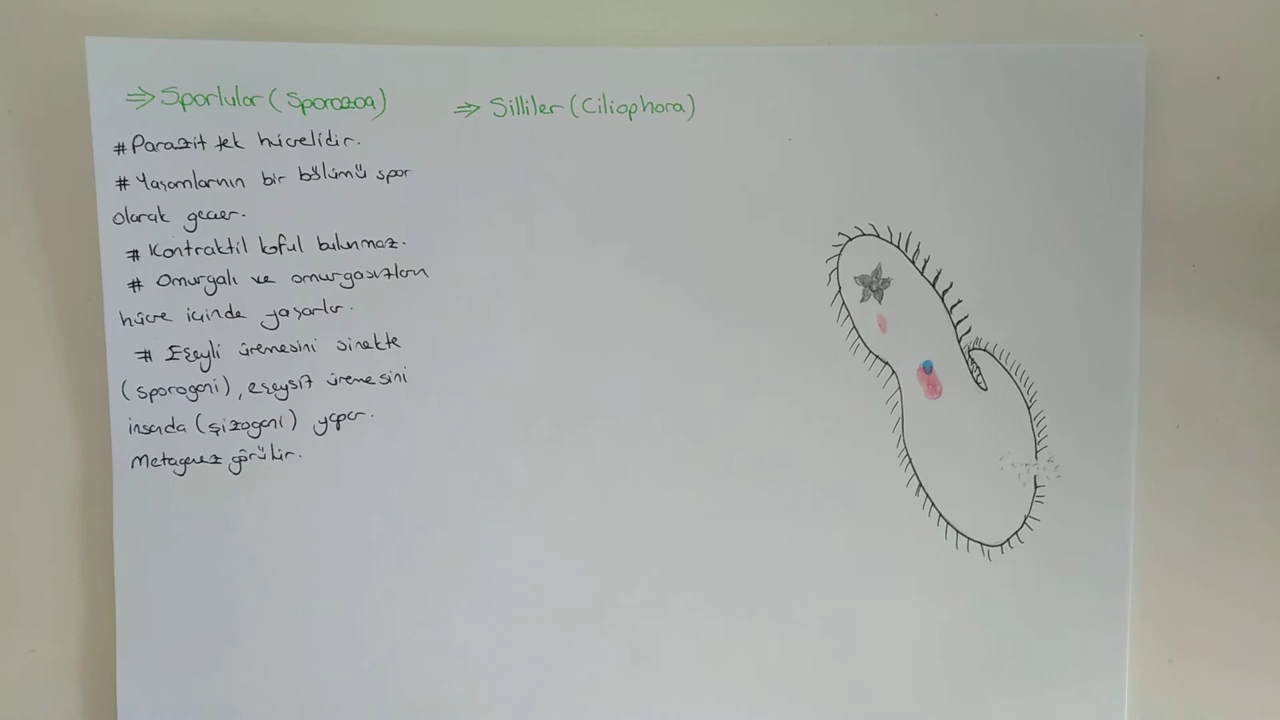 ⇒ Sporlular (Sporozoa)
# Parazit tek hücrelidir.
# Yaşamlarının bir bölümü spor
olarak geçer.
# Kontraktil koful bulunmaz.
# Omurgalı ve omurgasızların
hücre içinde yaşarlar.
# Eşeyli üremesini sinekte
(sporogoni), eşeysiz üremesini
insanda (şizogoni) yapar.
Metagenez görülür.
⇒ Silliler (Ciliophora)